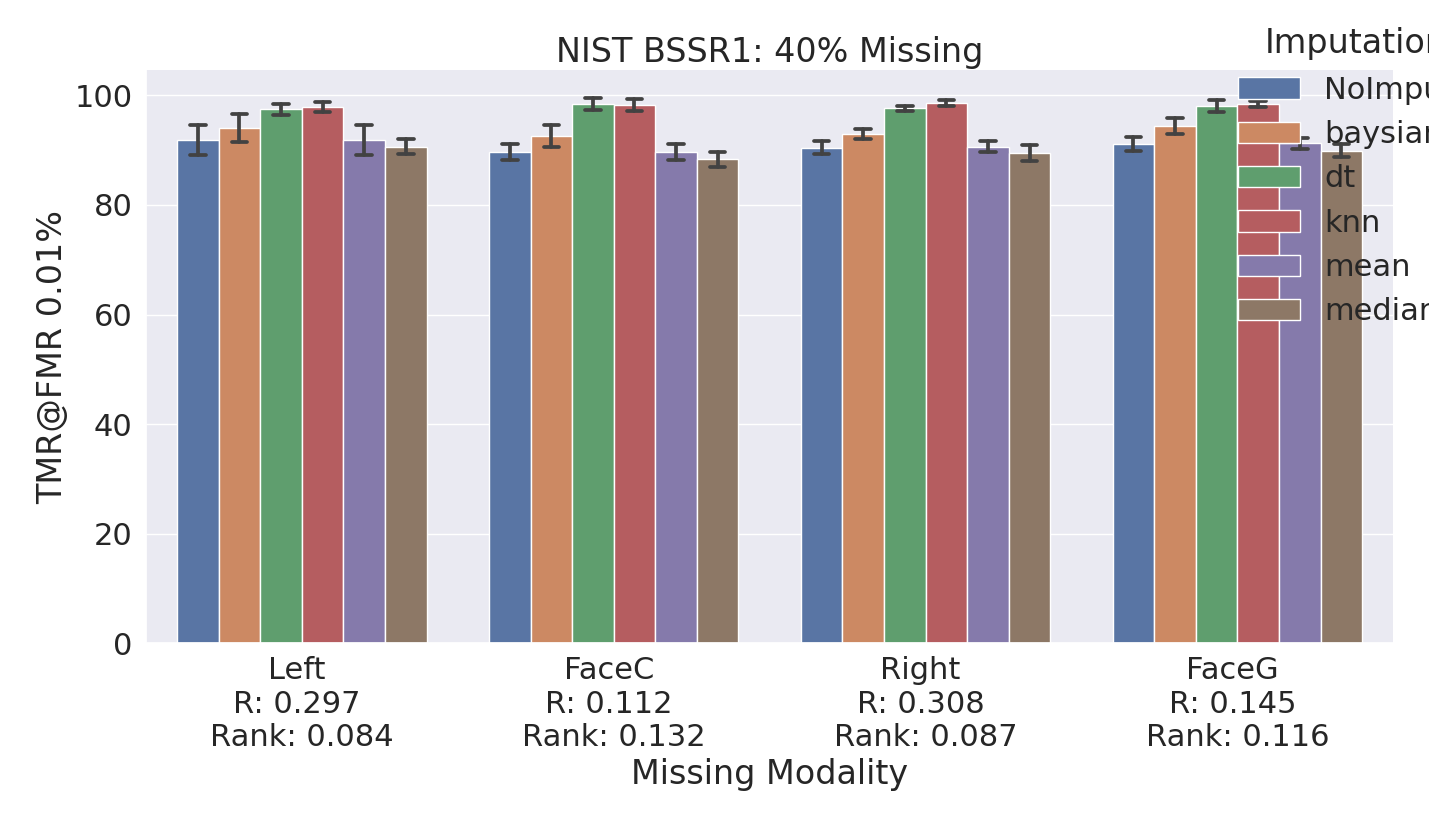 NIST BSSR1: 40% Missing
Imputation
NoImpu
baysian
dt
knn
mean
median
TMR@FMR 0.01%
100
80
60
40
20
0
Left
R: 0.297
Rank: 0.084
FaceC
R: 0.112
Rank: 0.132
Right
R: 0.308
Rank: 0.087
FaceG
R: 0.145
Rank: 0.116
Missing Modality